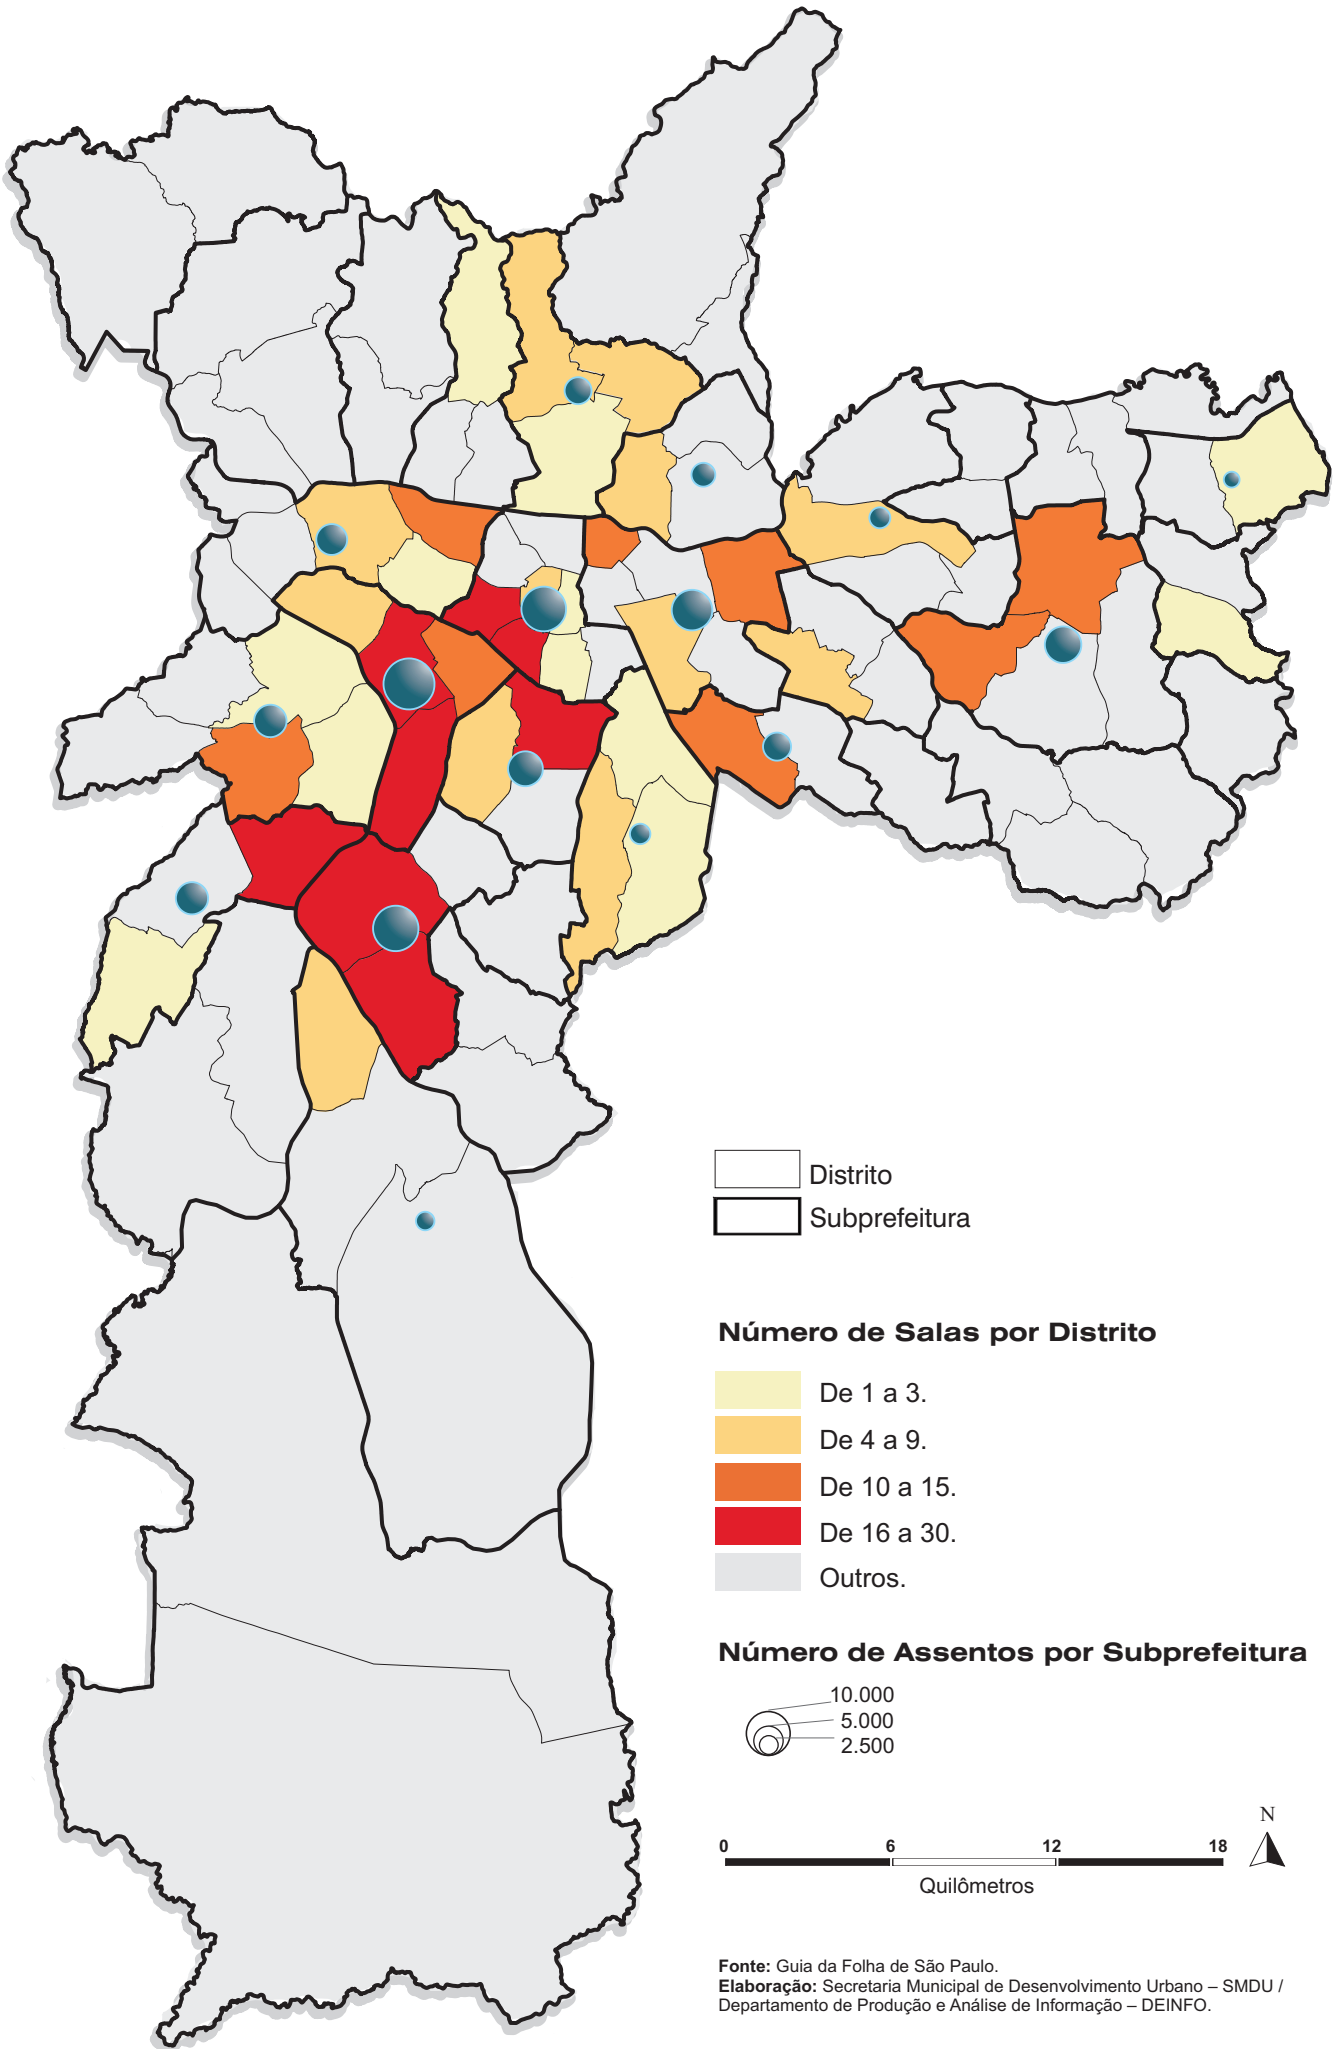 Distrito
Subprefeitura
Número de Salas por Distrito
De 1 a 3.
De 4 a 9.
De 10 a 15.
De 16 a 30.
Outros.
Número de Assentos por Subprefeitura
10.000
5.000
2.500
N
0 6 12 18
Quilômetros
Fonte: Guia da Folha de São Paulo.
Elaboração: Secretaria Municipal de Desenvolvimento Urbano – SMDU /
Departamento de Produção e Análise de Informação – DEINFO.